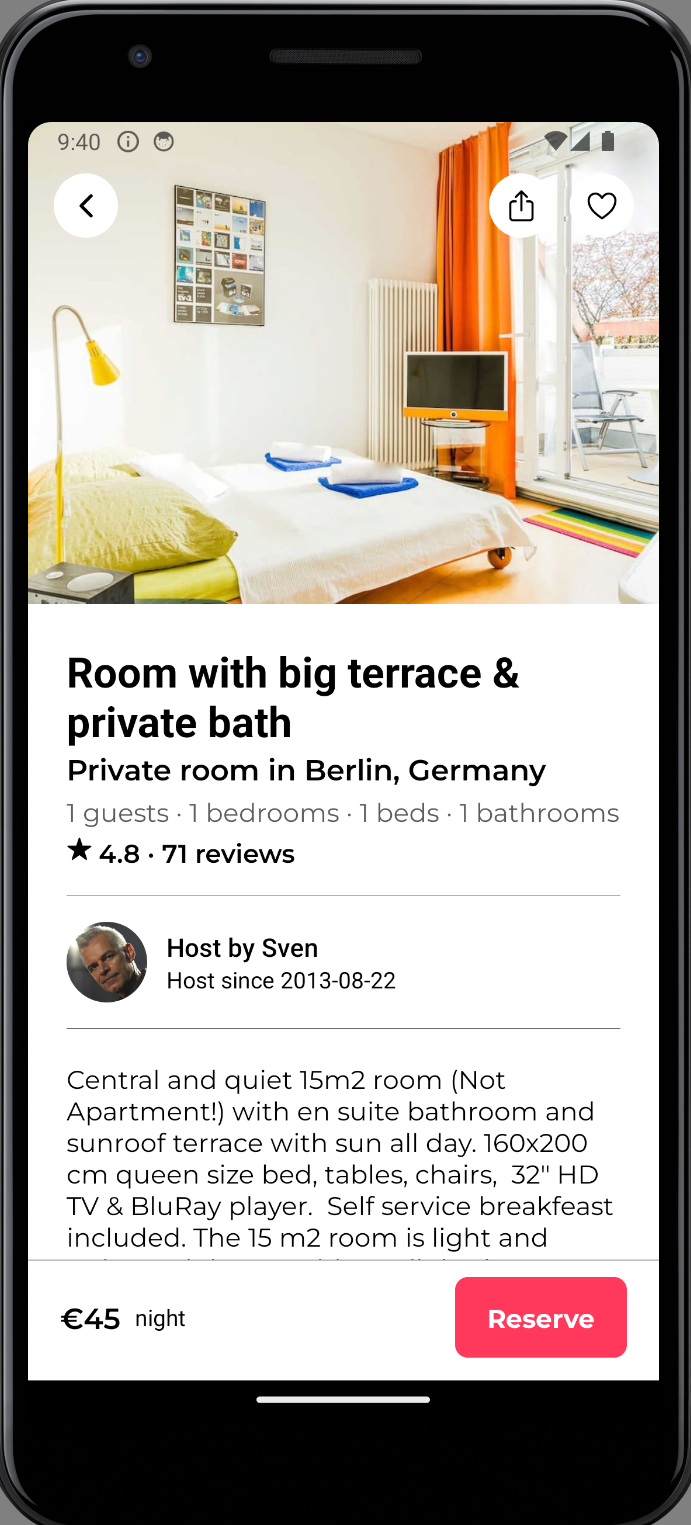 9:40
Room with big terrace &
private bath
Private room in Berlin, Germany
1 guests · 1 bedrooms · 1 beds · 1 bathrooms
★ 4.8 · 71 reviews
Host by Sven
Host since 2013-08-22
Central and quiet 15m2 room (Not
Apartment!) with en suite bathroom and
sunroof terrace with sun all day. 160x200
cm queen size bed, tables, chairs,  32" HD
TV & BluRay player.  Self service breakfeast
included. The 15 m2 room is light and
€45 night
Reserve